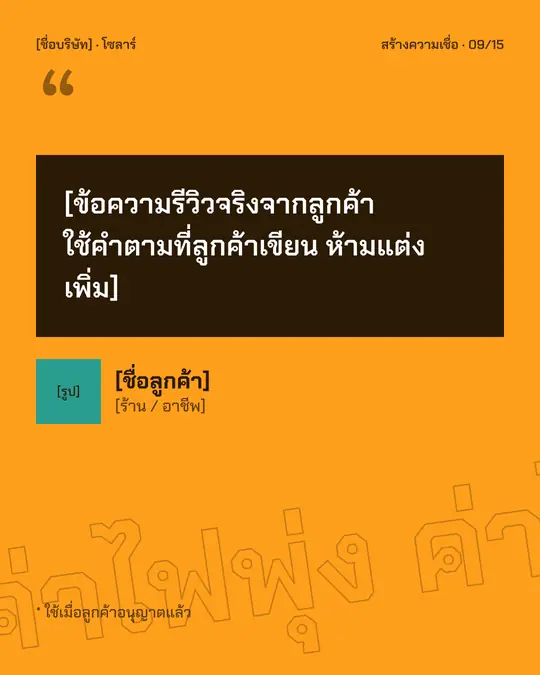 [ชื่อบริษัท] · โซลาร์
สร้างความเชื่อ · 09/15
“
[ข้อความรีวิวจริงจากลูกค้า
ใช้คำตามที่ลูกค้าเขียน ห้ามแต่ง
เพิ่ม]
[รูป]
[ชื่อลูกค้า]
[ร้าน / อาชีพ]
ค่าไฟพุ่ง ค่า
* ใช้เมื่อลูกค้าอนุญาตแล้ว